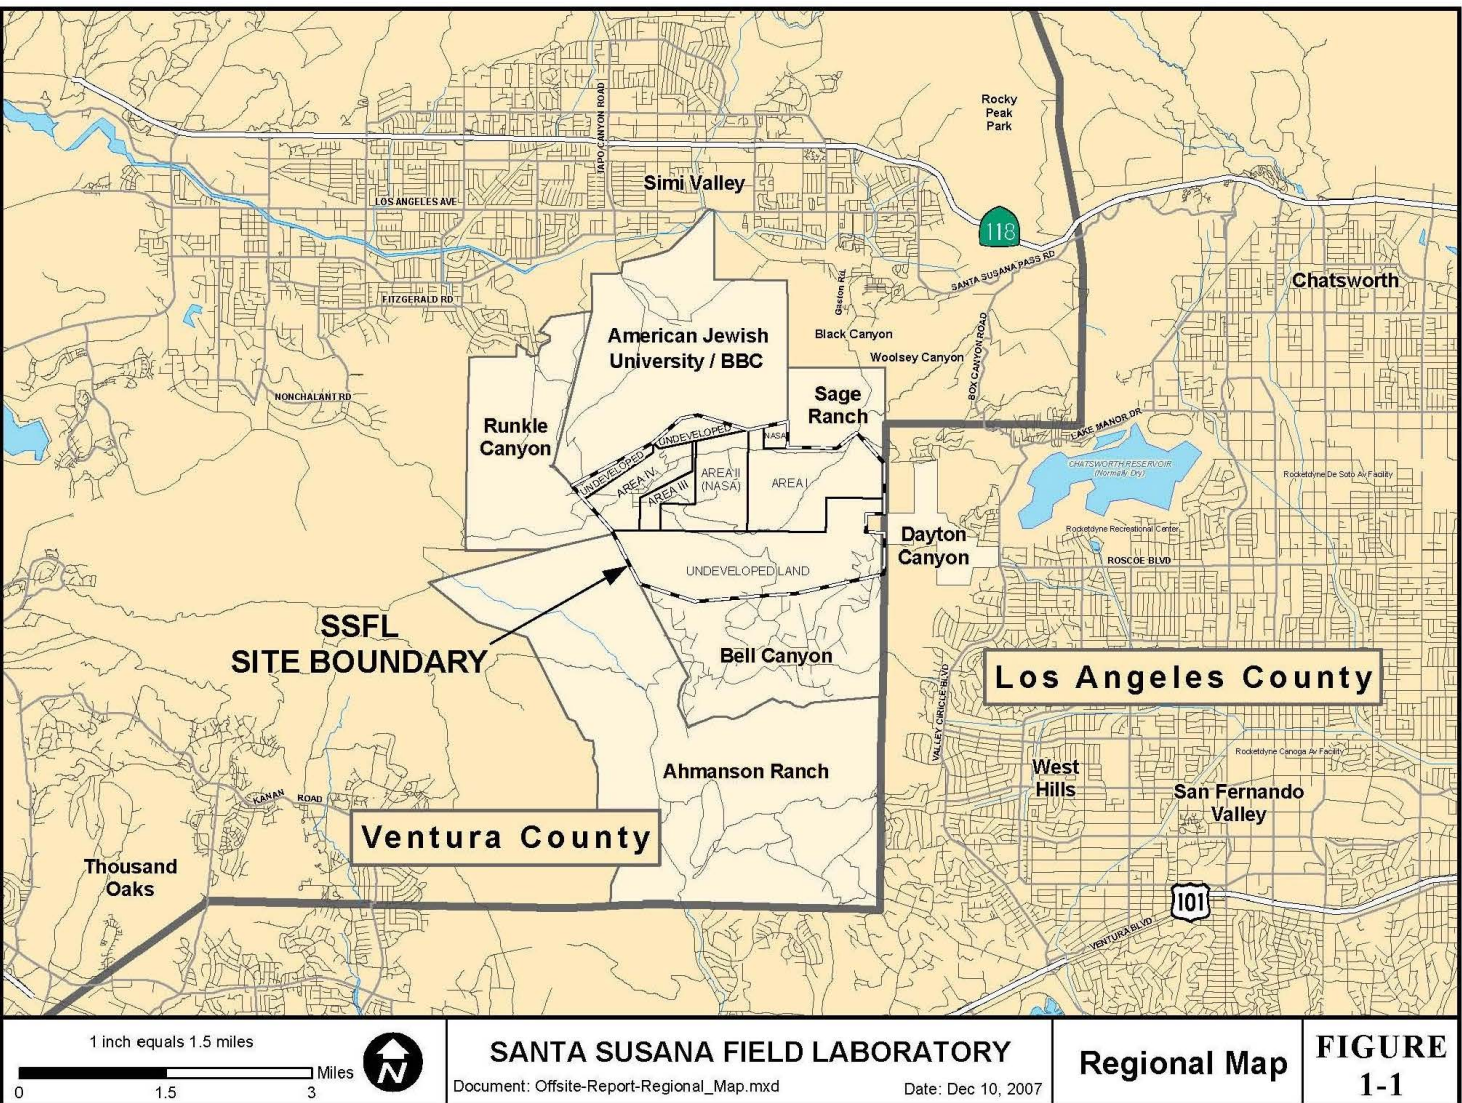 Rocky
Peak
Park
TAPO CANYON ROAD
Simi Valley
LOS ANGELES AVE
118
SANTA SUSANA PASS RD
Chatsworth
FITZGERALD RD
Gaston Rd.
American Jewish
University / BBC
Black Canyon
Woolsey Canyon
BOX CANYON ROAD
NONCHALANT RD
Sage
Ranch
Runkle
Canyon
LAKE MANOR DR
UNDEVELOPED
NASA
UNDEVELOPED
AREA IV
AREA III
AREA II
(NASA)
AREA I
CHATSWORTH RESERVOIR
(Normally Dry)
Rocketdyne De Soto Av Facility
Rocketdyne Recreational Center
Dayton
Canyon
ROSCOE BLVD
UNDEVELOPED LAND
SSFL
SITE BOUNDARY
Bell Canyon
Los Angeles County
VALLEY CIRICLE BLVD
Rocketdyne Canoga Av Facility
Ahmanson Ranch
West
Hills
San Fernando
Valley
KANAN ROAD
Ventura County
Thousand
Oaks
101
VENTURA BLVD
1 inch equals 1.5 miles
Miles
0 1.5 3
N
SANTA SUSANA FIELD LABORATORY
Document: Offsite-Report-Regional_Map.mxd
Date: Dec 10, 2007
Regional Map
FIGURE
1-1